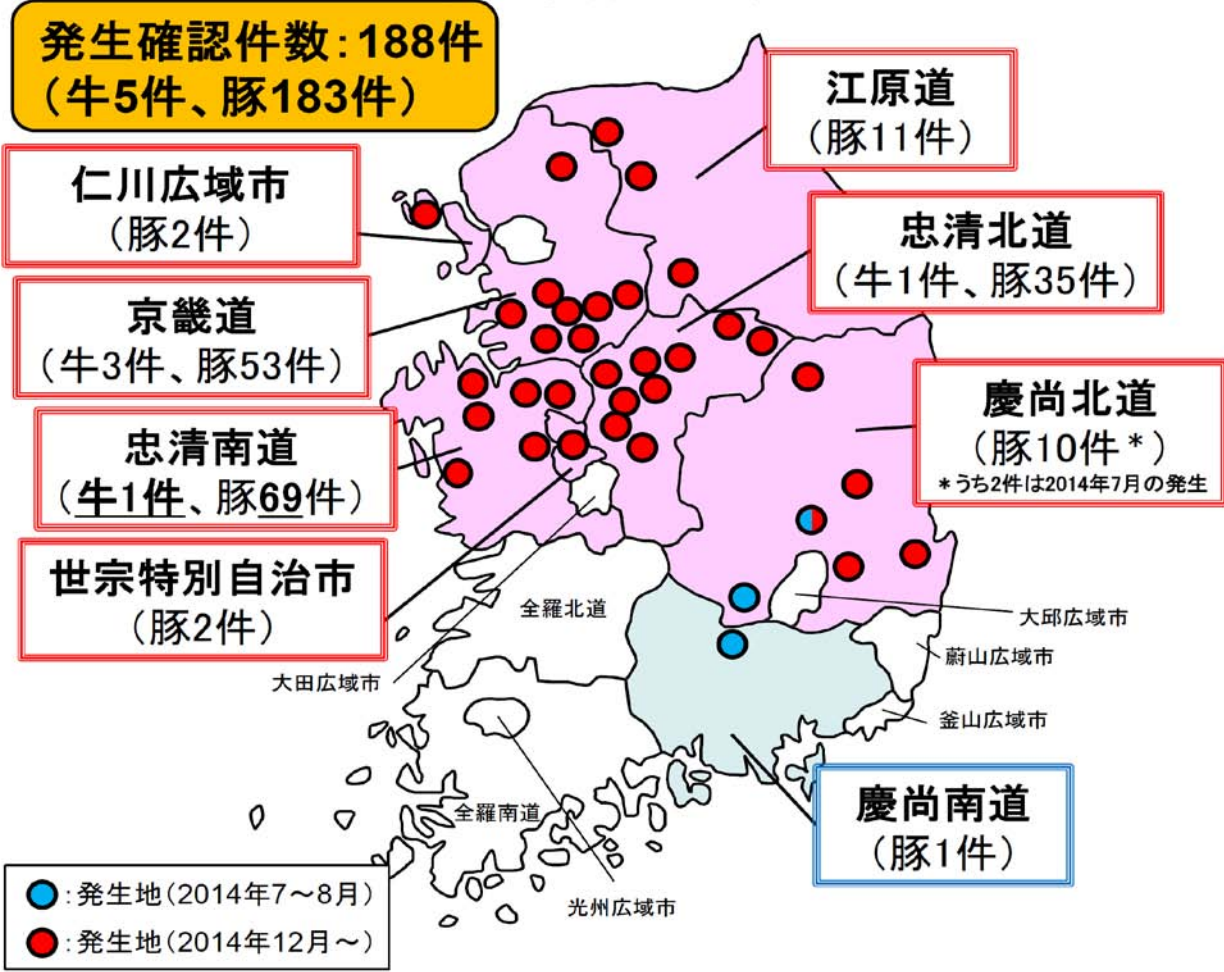 発生確認件数:188件
(牛5件、豚183件)
江原道
(豚11件)
仁川広域市
(豚2件)
忠清北道
(牛1件、豚35件)
京畿道
(牛3件、豚53件)
慶尚北道
(豚10件*)
*うち2件は2014年7月の発生
忠清南道
(牛1件、豚69件)
世宗特別自治市
(豚2件)
全羅北道
大邱広域市
蔚山広域市
大田広域市
釜山広域市
慶尚南道
(豚1件)
全羅南道
光州広域市
:発生地(2014年7~8月)
:発生地(2014年12月~)